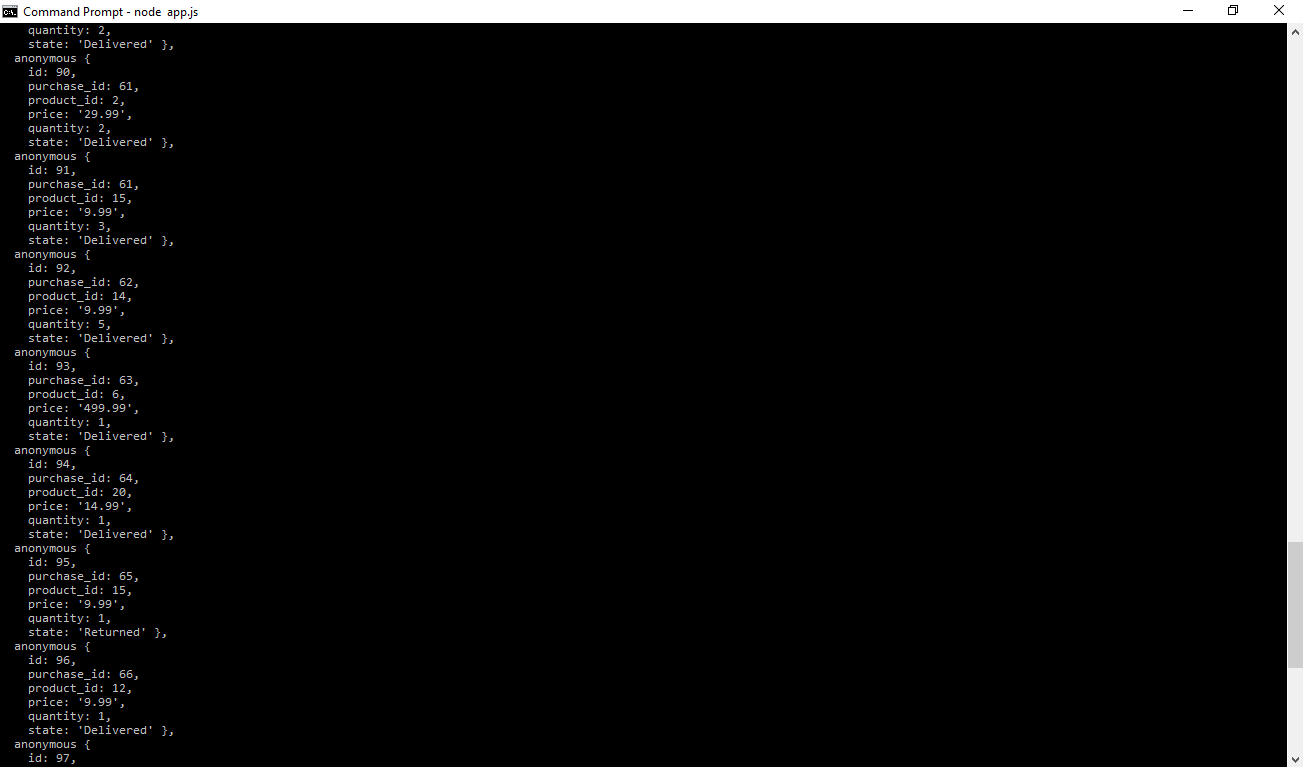 Command Prompt - node app.js
    quantity: 2,
    state: 'Delivered' },
  anonymous {
    id: 90,
    purchase_id: 61,
    product_id: 2,
    price: '29.99',
    quantity: 2,
    state: 'Delivered' },
  anonymous {
    id: 91,
    purchase_id: 61,
    product_id: 15,
    price: '9.99',
    quantity: 3,
    state: 'Delivered' },
  anonymous {
    id: 92,
    purchase_id: 62,
    product_id: 14,
    price: '9.99',
    quantity: 5,
    state: 'Delivered' },
  anonymous {
    id: 93,
    purchase_id: 63,
    product_id: 6,
    price: '499.99',
    quantity: 1,
    state: 'Delivered' },
  anonymous {
    id: 94,
    purchase_id: 64,
    product_id: 20,
    price: '14.99',
    quantity: 1,
    state: 'Delivered' },
  anonymous {
    id: 95,
    purchase_id: 65,
    product_id: 15,
    price: '9.99',
    quantity: 1,
    state: 'Returned' },
  anonymous {
    id: 96,
    purchase_id: 66,
    product_id: 12,
    price: '9.99',
    quantity: 1,
    state: 'Delivered' },
  anonymous {
    id: 97,